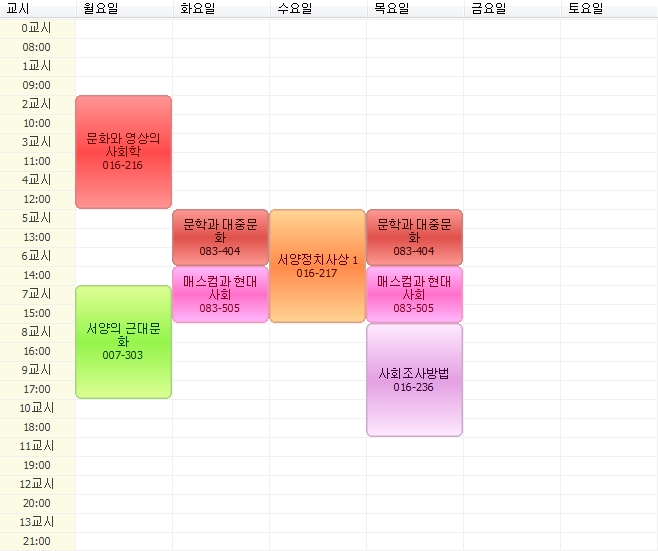 교시 월요일 화요일 수요일 목요일 금요일 토요일
0교시
08:00
1교시
09:00
2교시
10:00
3교시
11:00
4교시
12:00
5교시
13:00
6교시
14:00
7교시
15:00
8교시
16:00
9교시
17:00
10교시
18:00
11교시
19:00
12교시
20:00
13교시
21:00
문화와 영상의
사회학
016-216
서양의 근대문
화
007-303
문학과 대중문
화
083-404
매스컴과 현대
사회
083-505
서양정치사상 1
016-217
문학과 대중문
화
083-404
매스컴과 현대
사회
083-505
사회조사방법
016-236